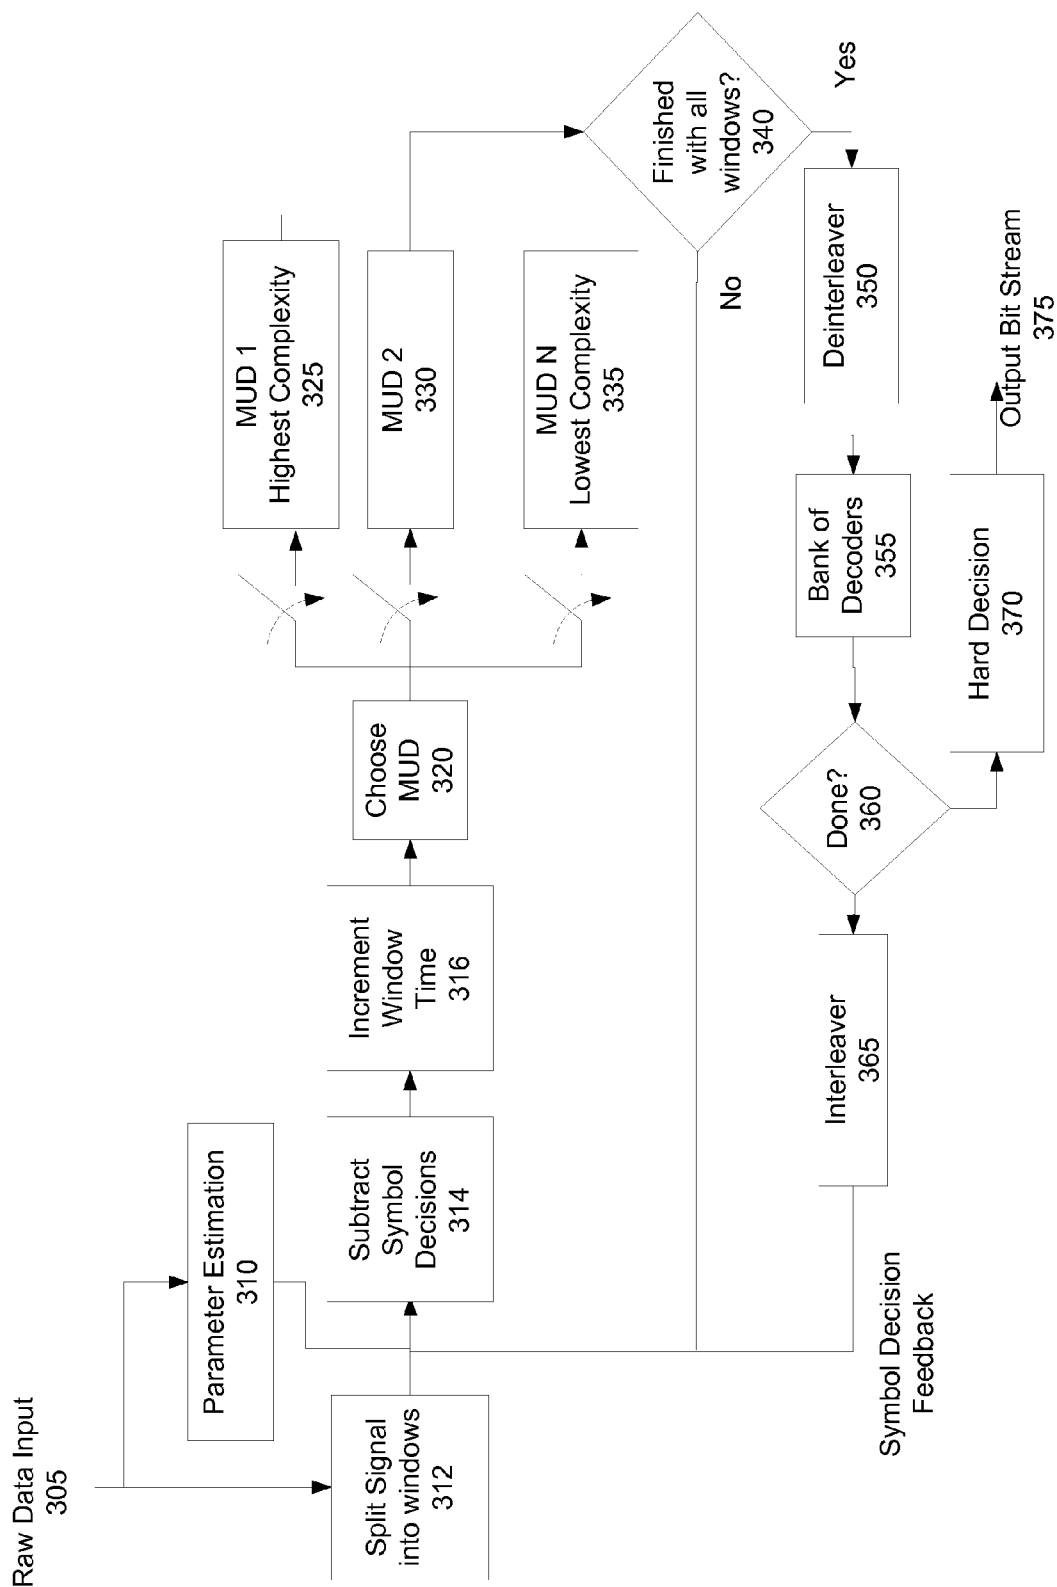 Raw Data Input
305
Parameter Estimation
310
Split Signal
into windows
312
Subtract
Symbol
Decisions
314
Increment
Window
Time
316
Choose
MUD
320
MUD 1
Highest Complexity
325
MUD 2
330
MUD N
Lowest Complexity
335
Finished
with all
windows?
340
No
Yes
Deinterleaver
350
Bank of
Decoders
355
Done?
360
Interleaver
365
Symbol Decision
Feedback
Hard Decision
370
Output Bit Stream
375